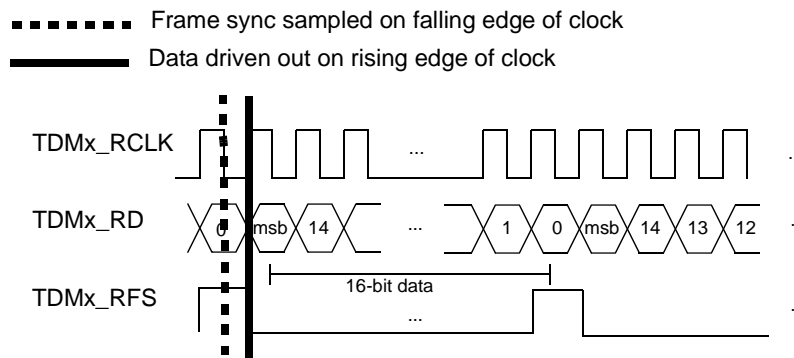 Frame sync sampled on falling edge of clock
Data driven out on rising edge of clock
TDMx_RCLK
...
.
TDMx_RD
0 msb 14 ... 1 0 msb 14 13 12
.
16-bit data
TDMx_RFS
...
.